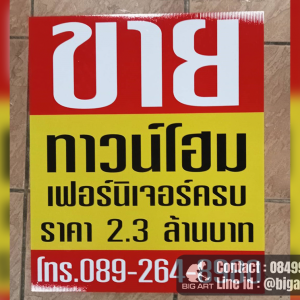 ขาย
ทาวน์โฮม
เฟอร์นิเจอร์ครบ
ราคา 2.3 ล้านบาท
โทร.089-264
BIG ART
Contact : 08499
Line id : @biga